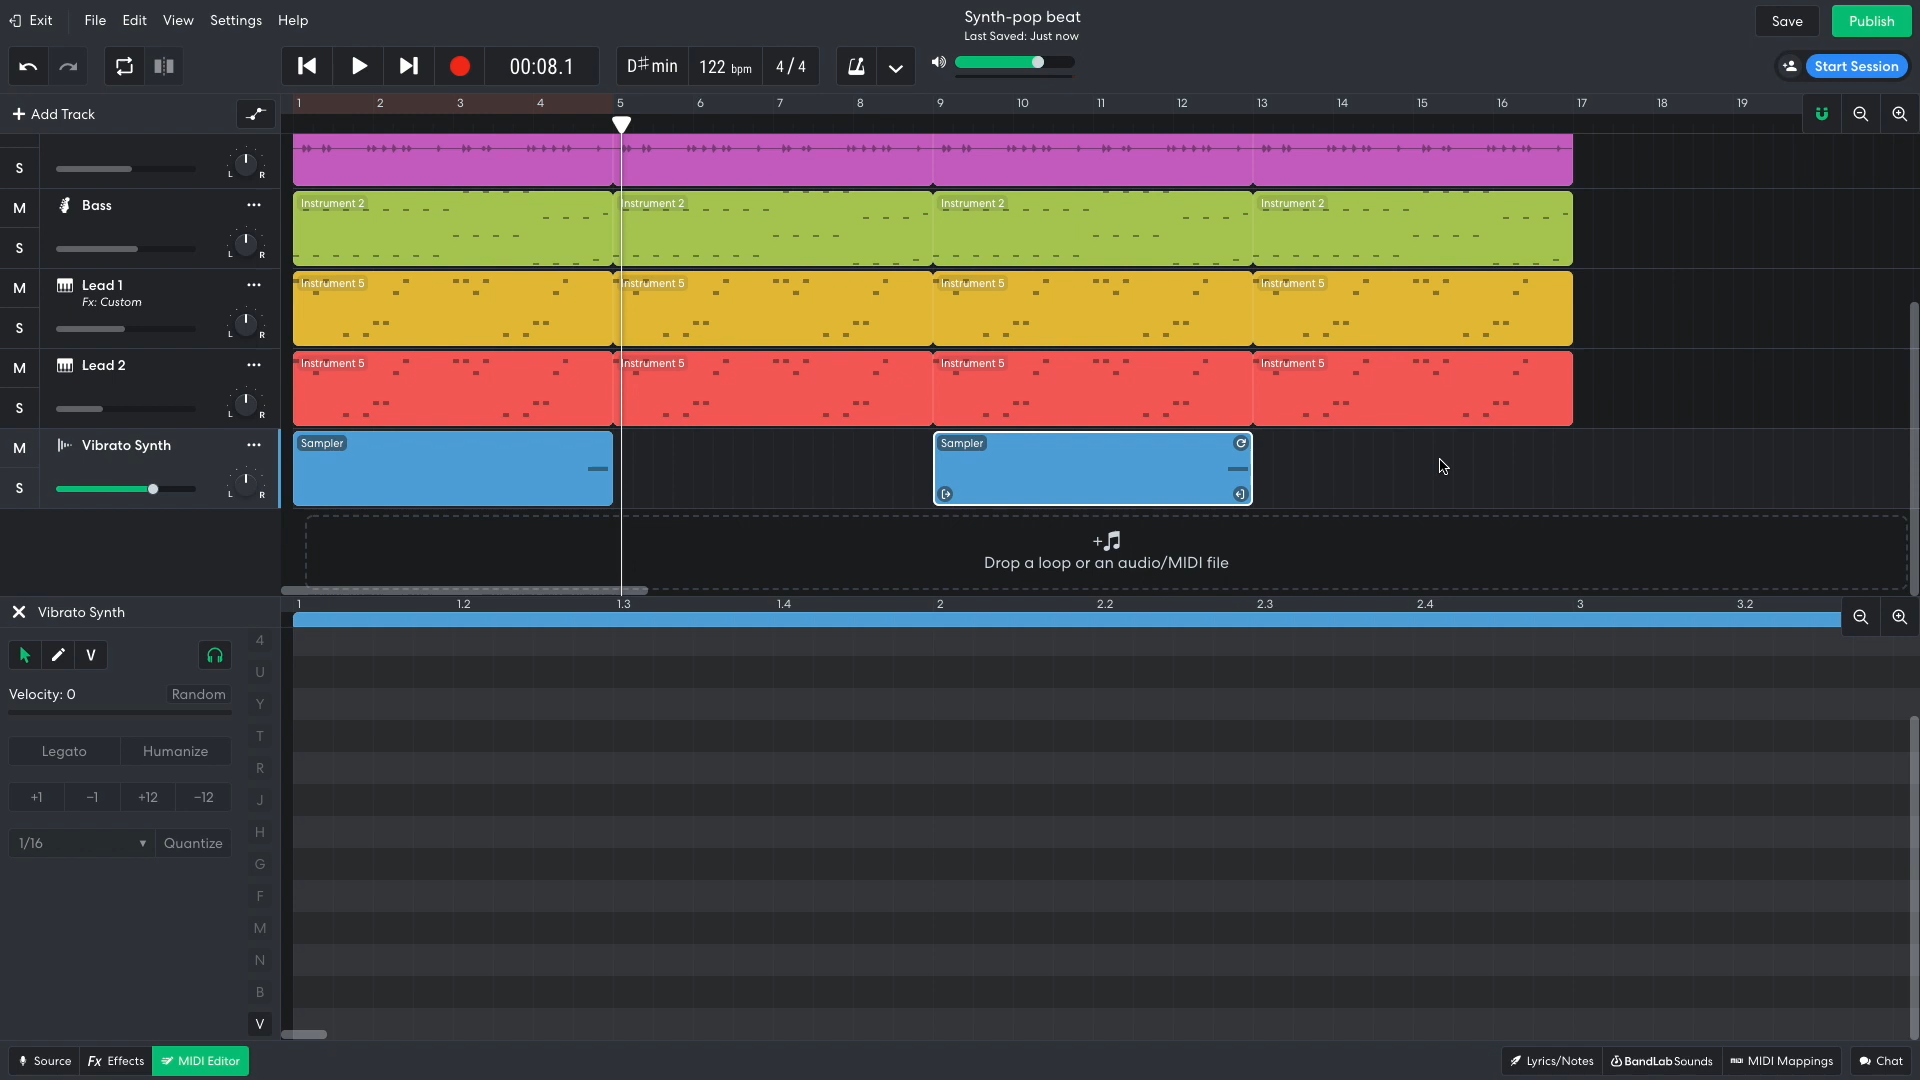 Exit File Edit View Settings Help
Synth-pop beat
Last Saved: Just now
Save Publish
00:08.1 D♯min 122 bpm 4/4
Start Session
+ Add Track
1 2 3 4 5 6 7 8 9 10 11 12 13 14 15 16 17 18 19
S L R
M Bass
S L R
Instrument 2 Instrument 2 Instrument 2 Instrument 2
M Lead 1
Fx: Custom
S L R
Instrument 5 Instrument 5 Instrument 5 Instrument 5
M Lead 2
S L R
Instrument 5 Instrument 5 Instrument 5 Instrument 5
M Vibrato Synth
S L R
Sampler Sampler
Drop a loop or an audio/MIDI file
Vibrato Synth
1 1.2 1.3 1.4 2 2.2 2.3 2.4 3 3.2
V
Velocity: 0 Random
Legato Humanize
+1 −1 +12 −12
1/16 Quantize
4
U
Y
T
R
J
H
G
F
M
N
B
V
Source Fx Effects MIDI Editor
Lyrics/Notes BandLab Sounds MIDI MIDI Mappings Chat